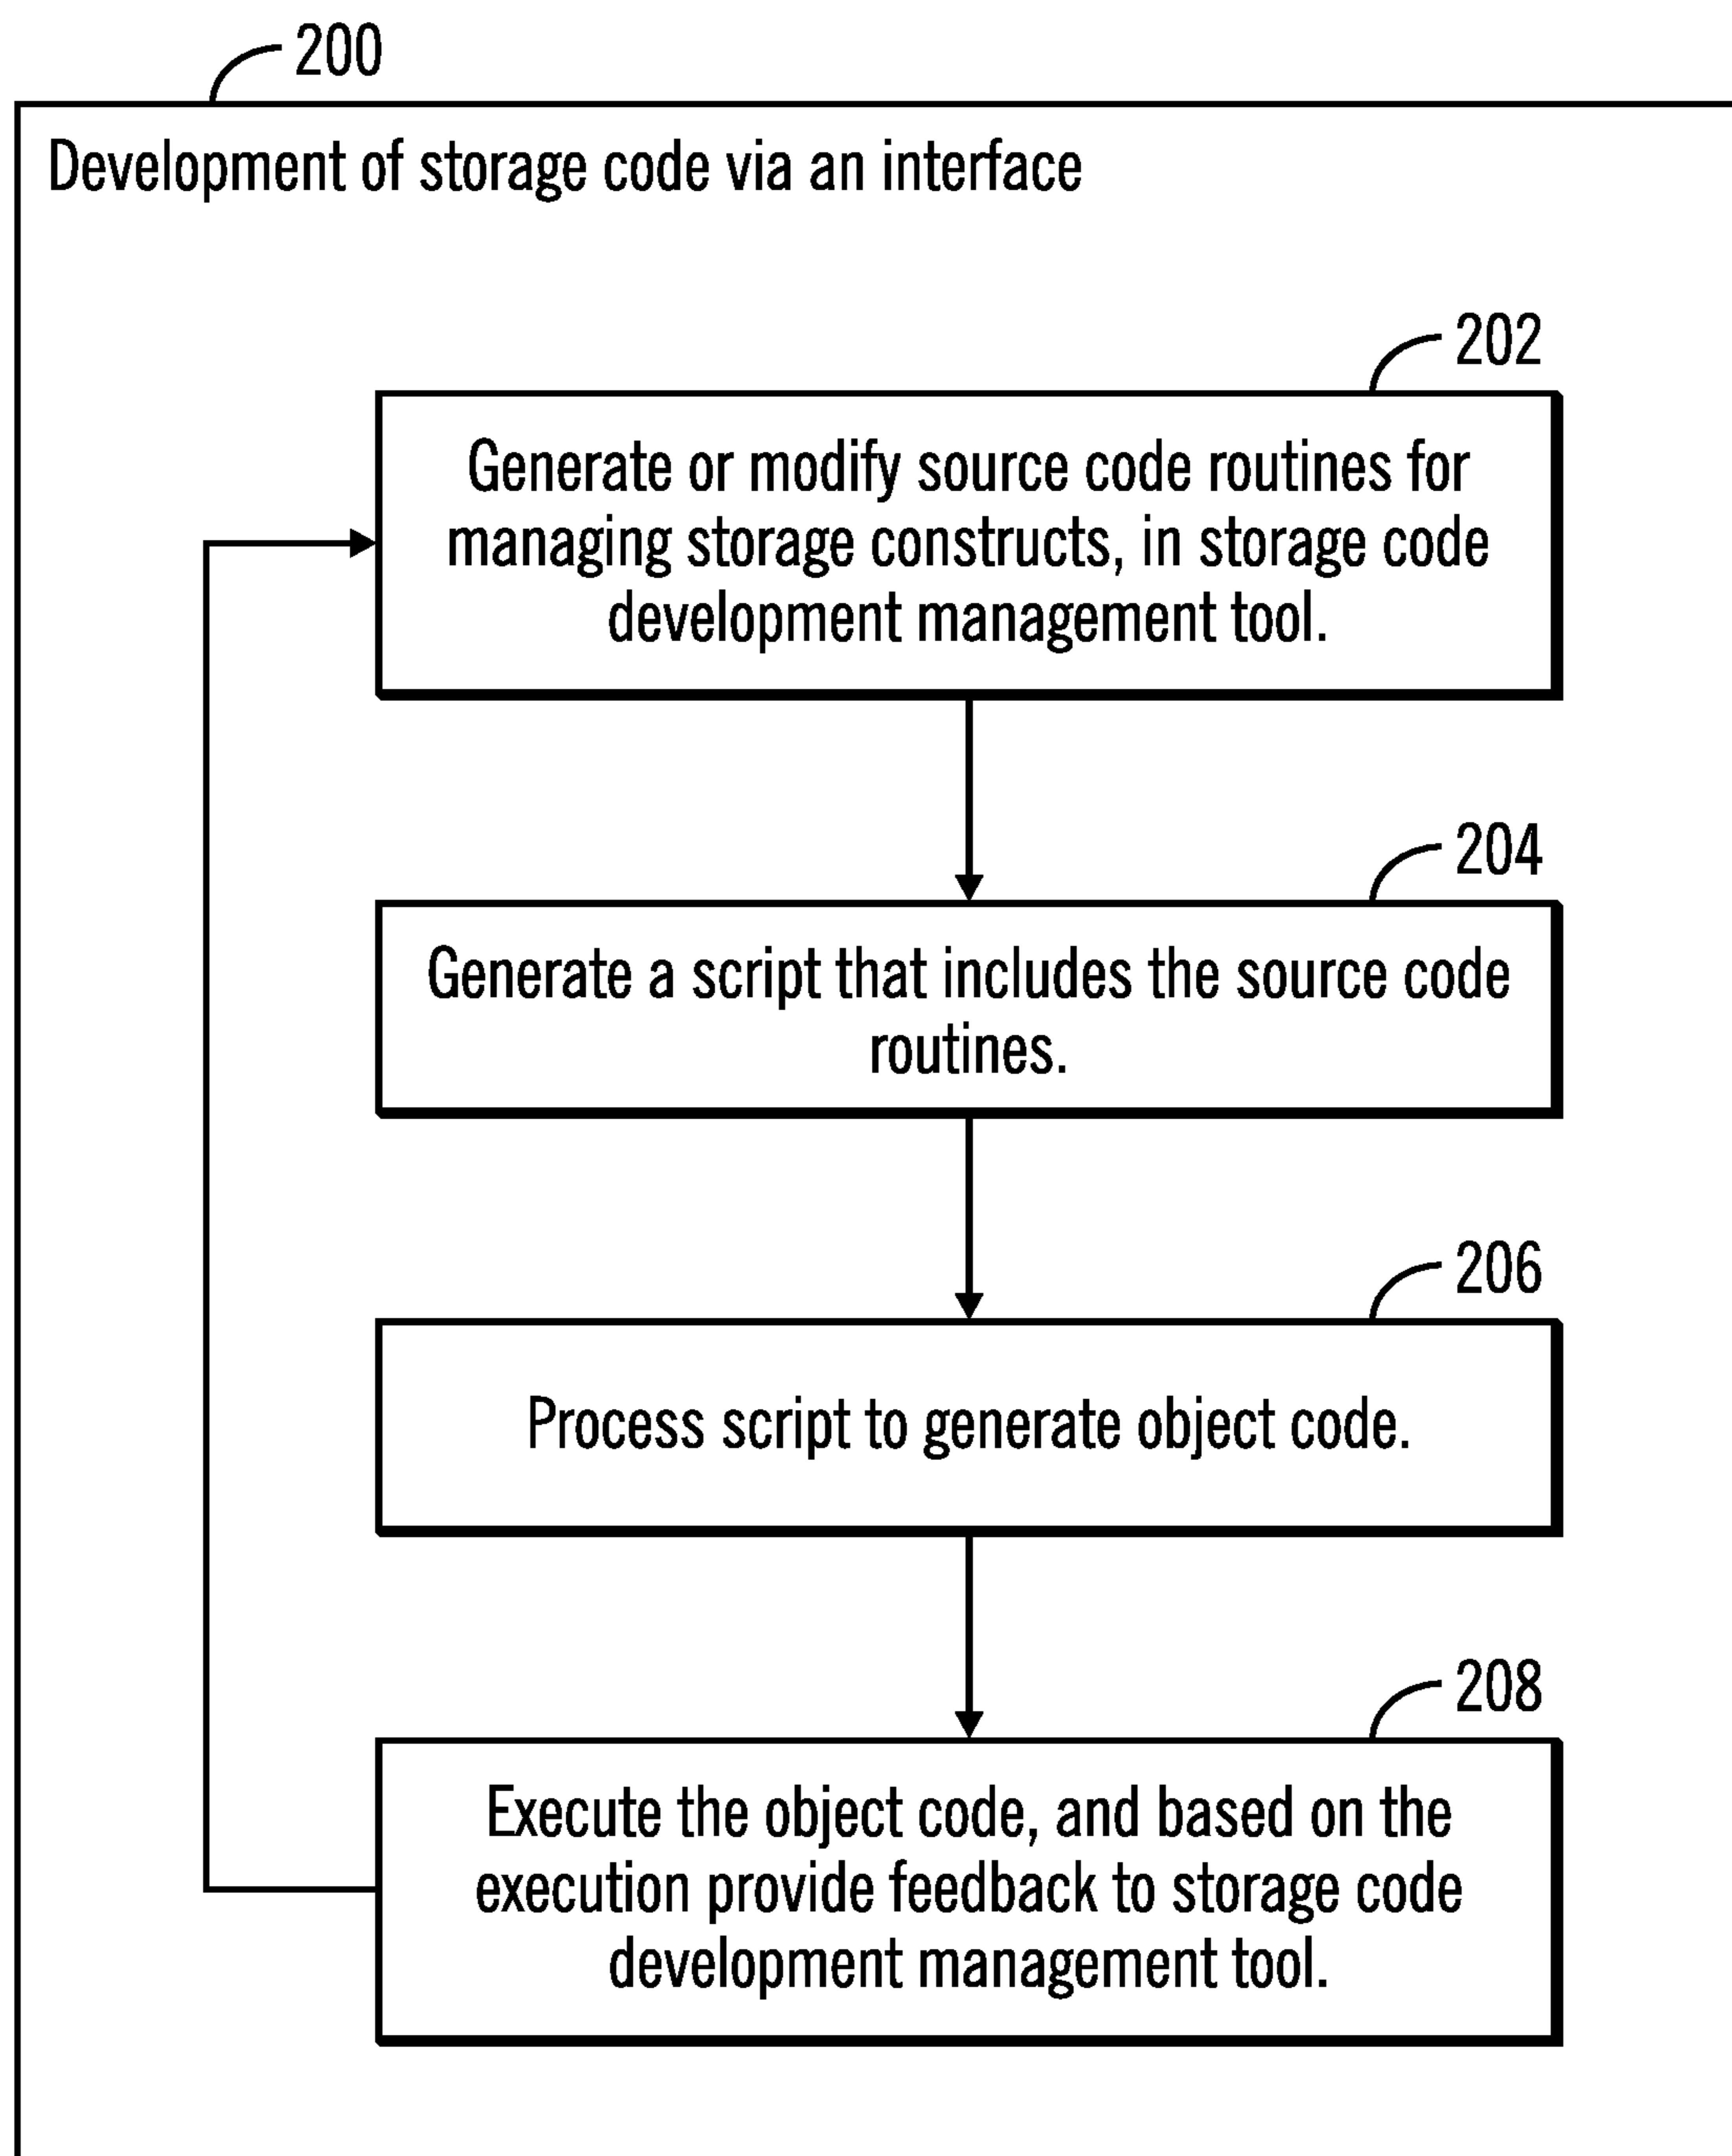 200
Development of storage code via an interface
202
Generate or modify source code routines for
managing storage constructs, in storage code
development management tool.
204
Generate a script that includes the source code
routines.
206
Process script to generate object code.
208
Execute the object code, and based on the
execution provide feedback to storage code
development management tool.